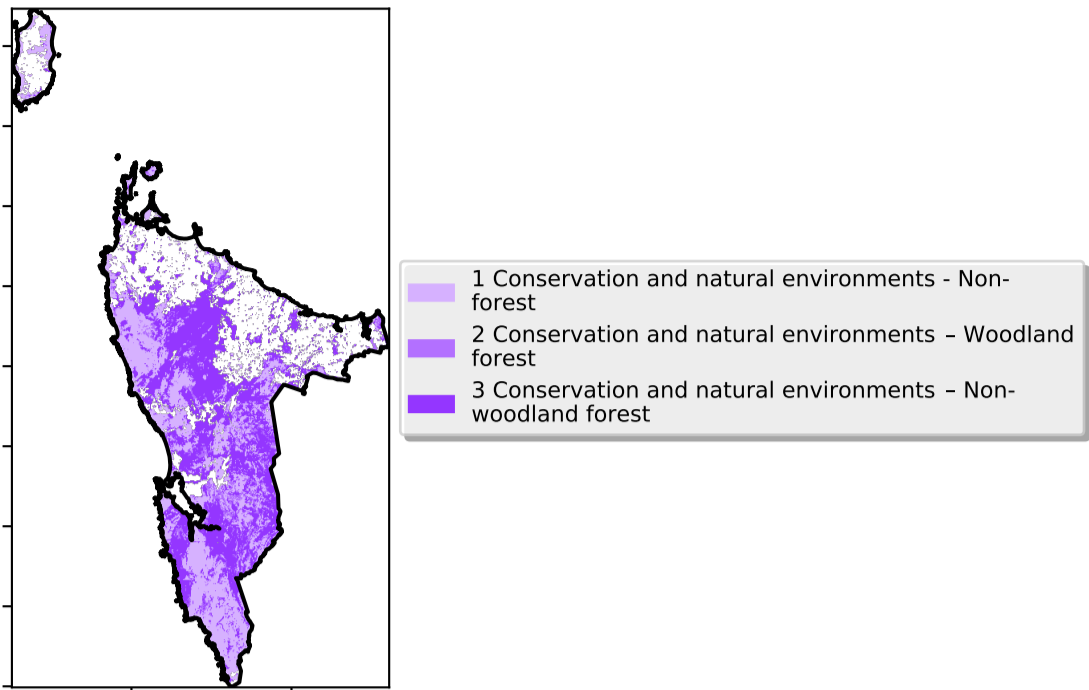 1 Conservation and natural environments - Non-
forest
2 Conservation and natural environments – Woodland
forest
3 Conservation and natural environments – Non-
woodland forest